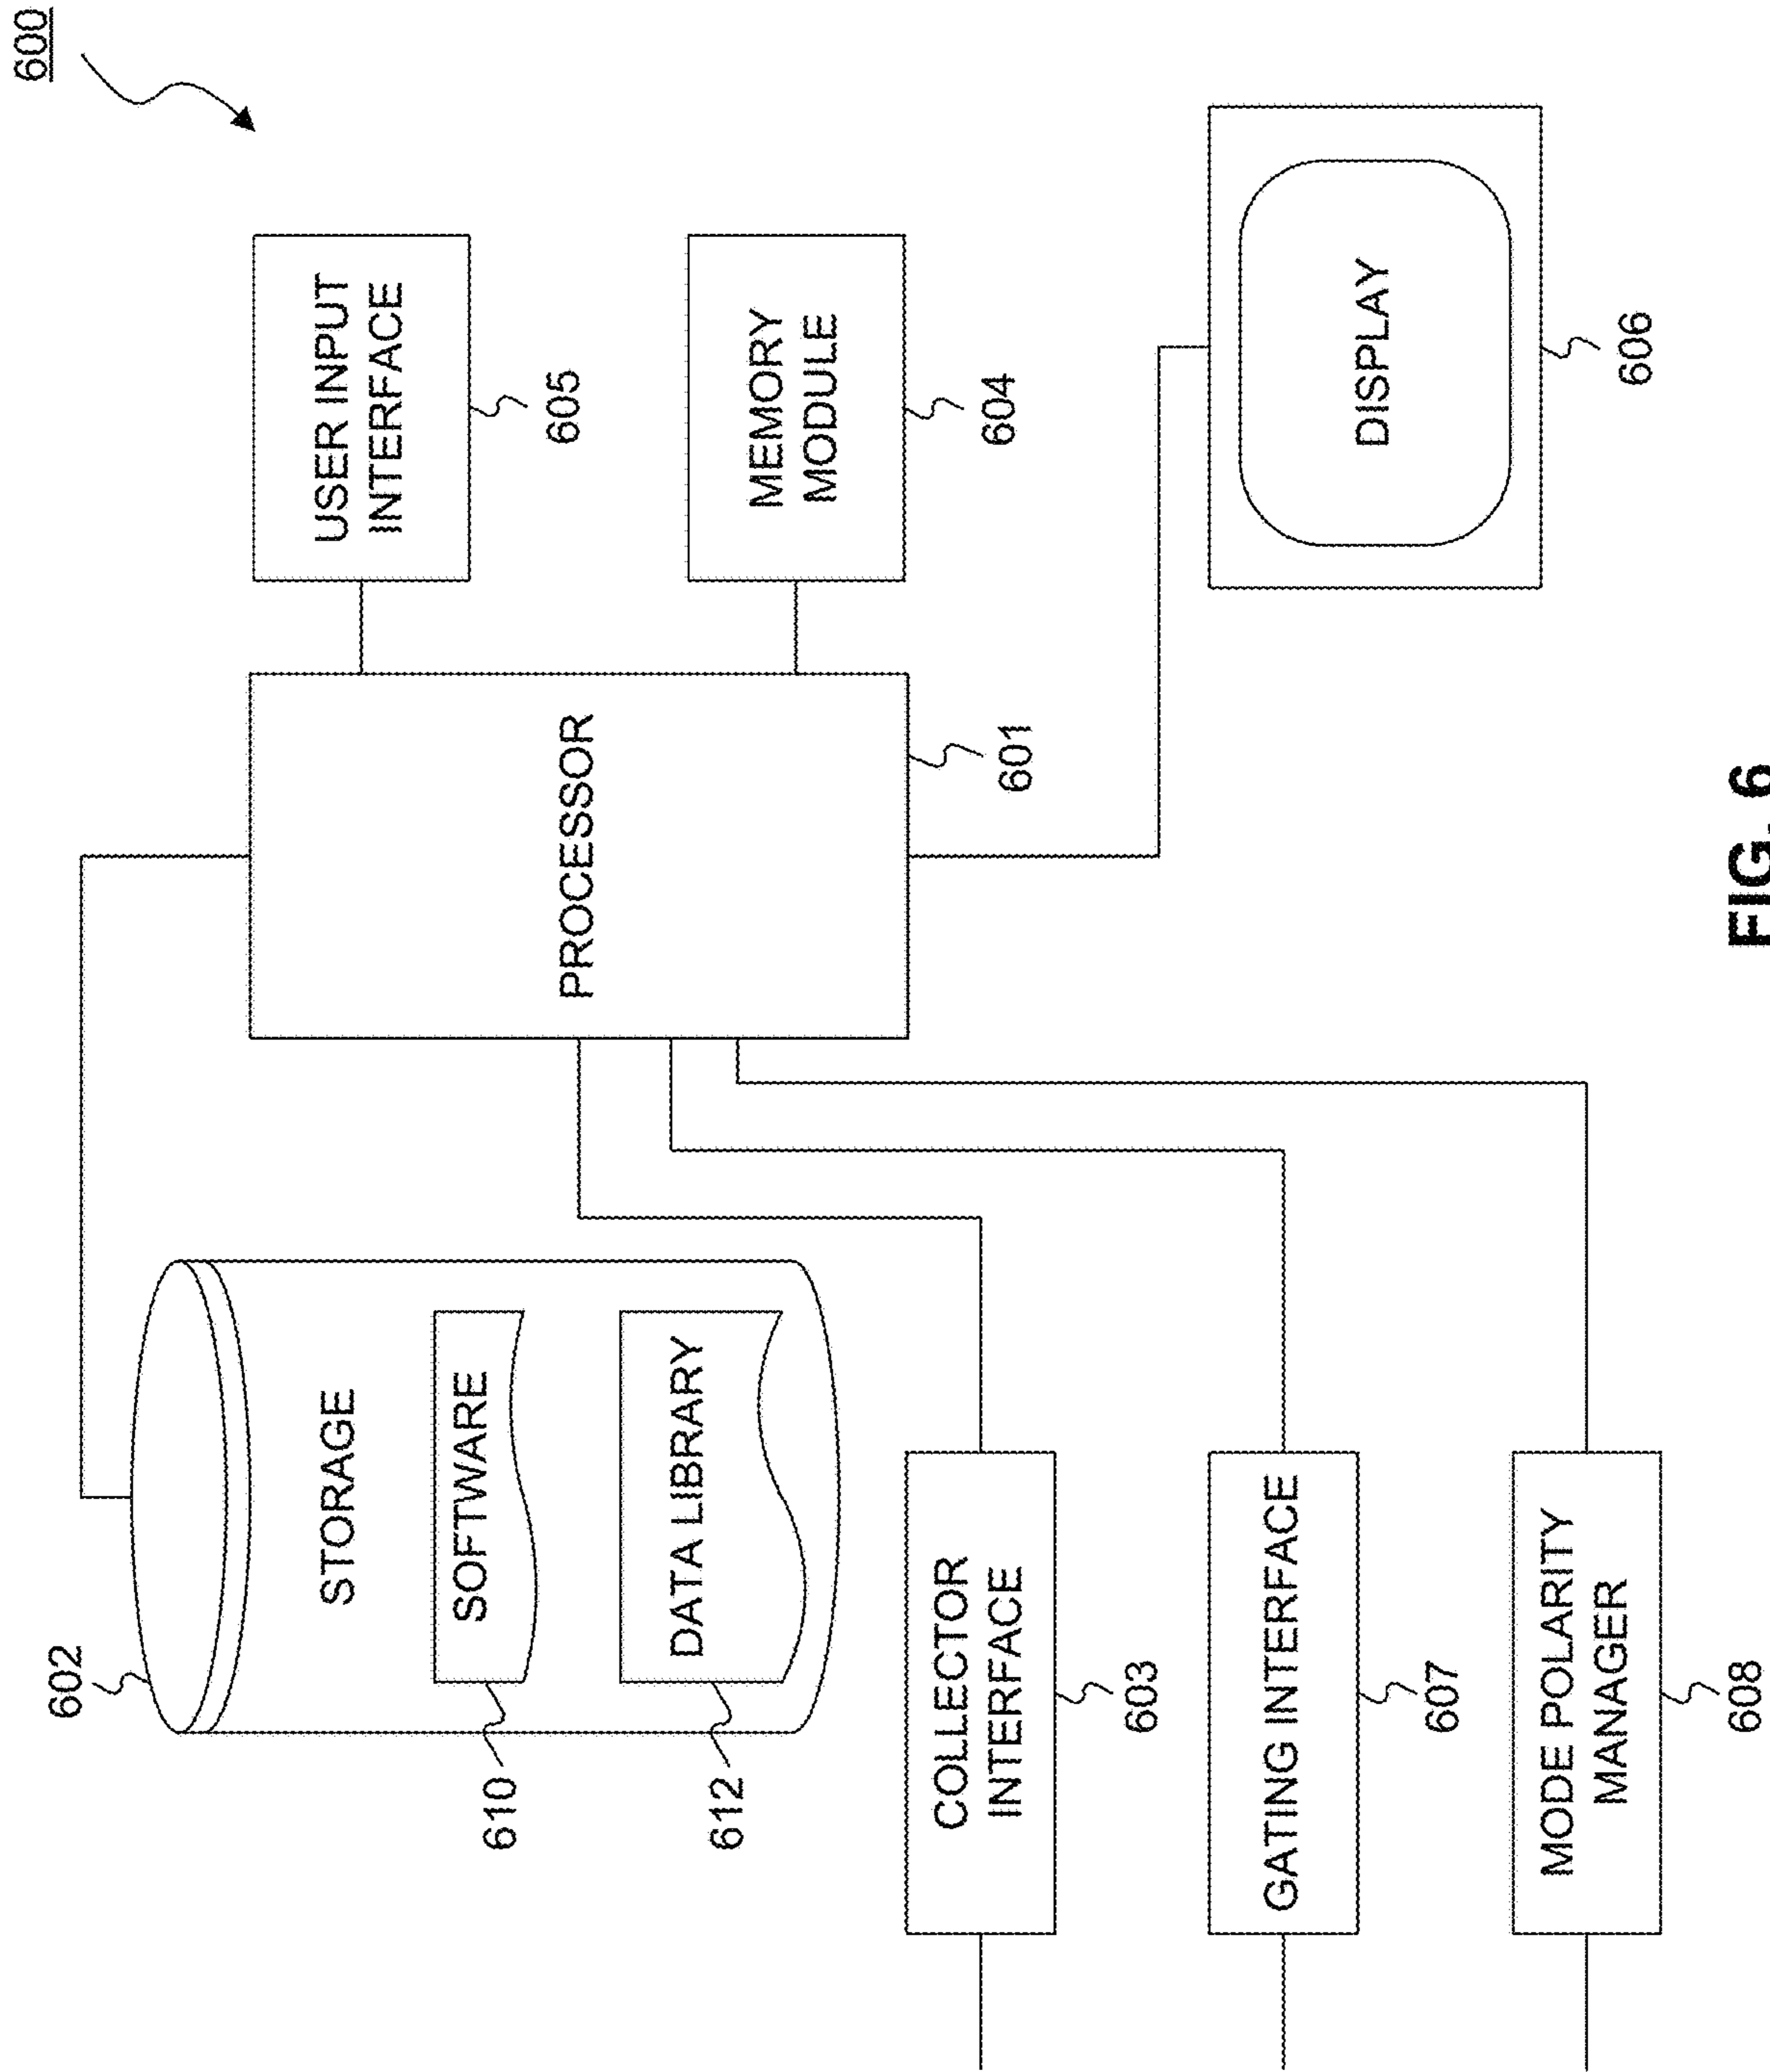 600
602
STORAGE
SOFTWARE
610
DATA LIBRARY
612
PROCESSOR
601
USER INPUT
INTERFACE
605
MEMORY
MODULE
604
COLLECTOR
INTERFACE
603
GATING INTERFACE
607
MODE POLARITY
MANAGER
608
DISPLAY
606
FIG. 6